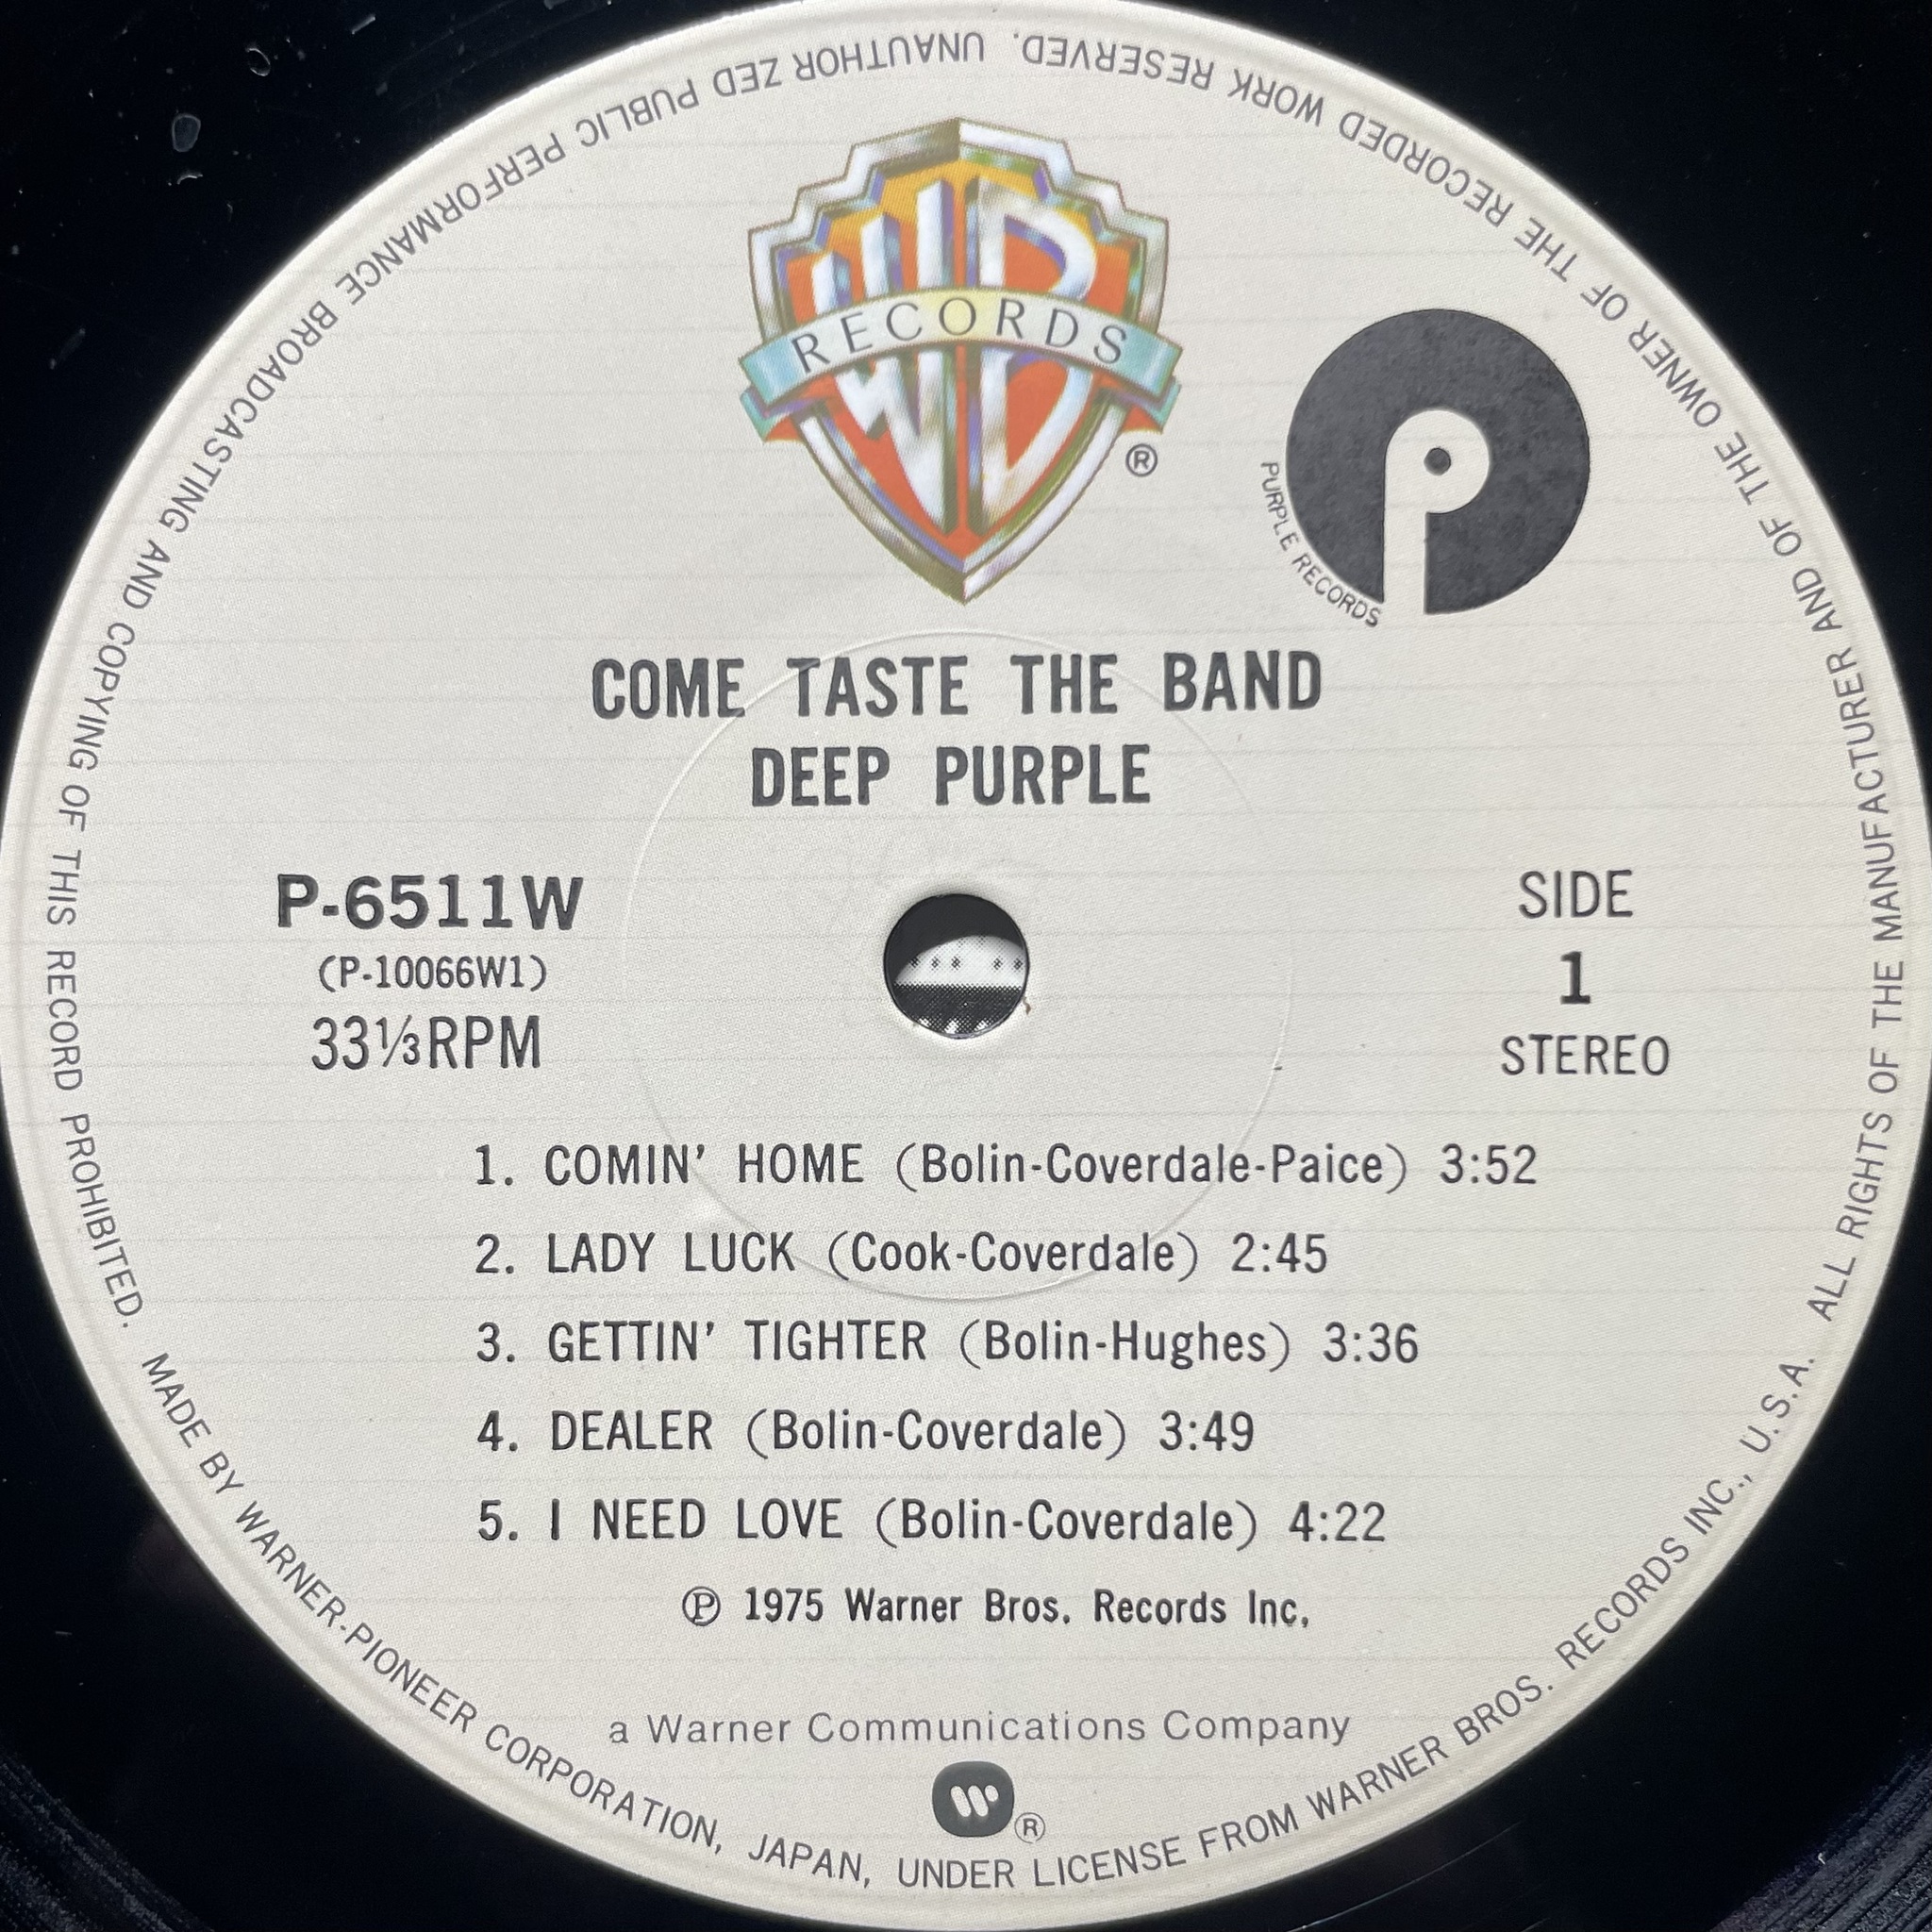 WB
RECORDS
®
P
PURPLE RECORDS
COME TASTE THE BAND
DEEP PURPLE
P-6511W
(P-10066W1)
33⅓RPM
SIDE
1
STEREO
1. COMIN' HOME (Bolin-Coverdale-Paice) 3:52
2. LADY LUCK (Cook-Coverdale) 2:45
3. GETTIN' TIGHTER (Bolin-Hughes) 3:36
4. DEALER (Bolin-Coverdale) 3:49
5. I NEED LOVE (Bolin-Coverdale) 4:22
℗ 1975 Warner Bros. Records Inc.
a Warner Communications Company
W ®
MADE BY WARNER-PIONEER CORPORATION, JAPAN, UNDER LICENSE FROM WARNER BROS. RECORDS INC., U.S.A. ALL RIGHTS OF THE MANUFACTURER AND OF THE OWNER OF THE RECORDED WORK RESERVED. UNAUTHOR ZED PUBLIC PERFORMANCE BROADCASTING AND COPYING OF THIS RECORD PROHIBITED.